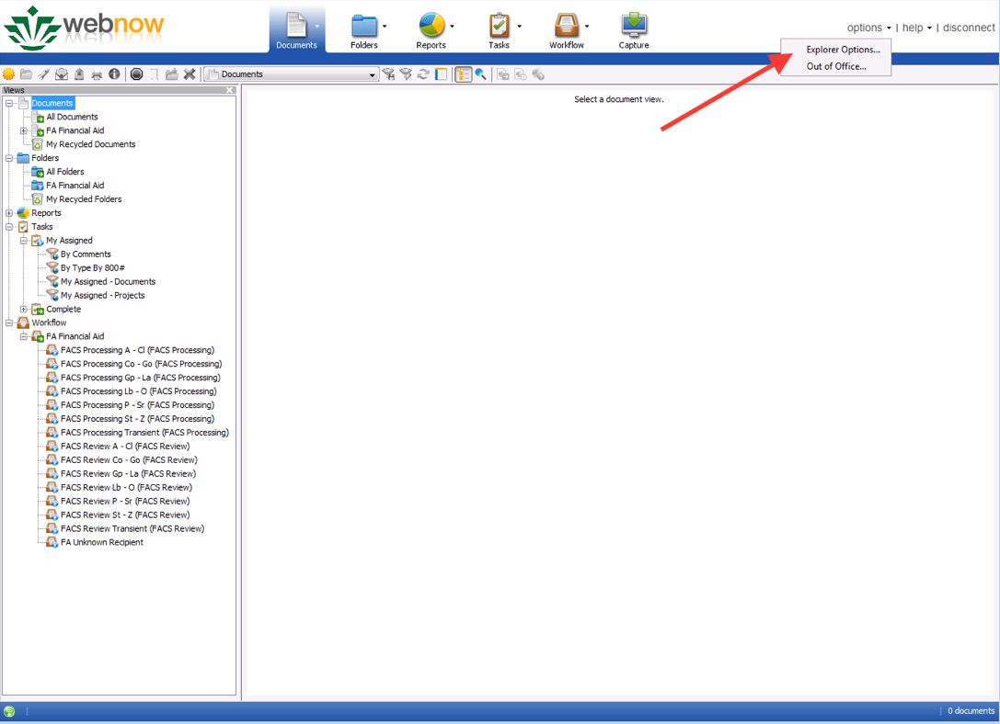 webnow
Documents
Folders
Reports
Tasks
Workflow
Capture
options | help | disconnect
Explorer Options...
Out of Office...
Documents
Views
Documents
All Documents
FA Financial Aid
My Recycled Documents
Folders
All Folders
FA Financial Aid
My Recycled Folders
Reports
Tasks
My Assigned
By Comments
By Type By 800#
My Assigned - Documents
My Assigned - Projects
Complete
Workflow
FA Financial Aid
FACS Processing A - Cl (FACS Processing)
FACS Processing Co - Go (FACS Processing)
FACS Processing Gp - La (FACS Processing)
FACS Processing Lb - O (FACS Processing)
FACS Processing P - Sr (FACS Processing)
FACS Processing St - Z (FACS Processing)
FACS Processing Transient (FACS Processing)
FACS Review A - Cl (FACS Review)
FACS Review Co - Go (FACS Review)
FACS Review Gp - La (FACS Review)
FACS Review Lb - O (FACS Review)
FACS Review P - Sr (FACS Review)
FACS Review St - Z (FACS Review)
FACS Review Transient (FACS Review)
FA Unknown Recipient
Select a document view.
0 documents